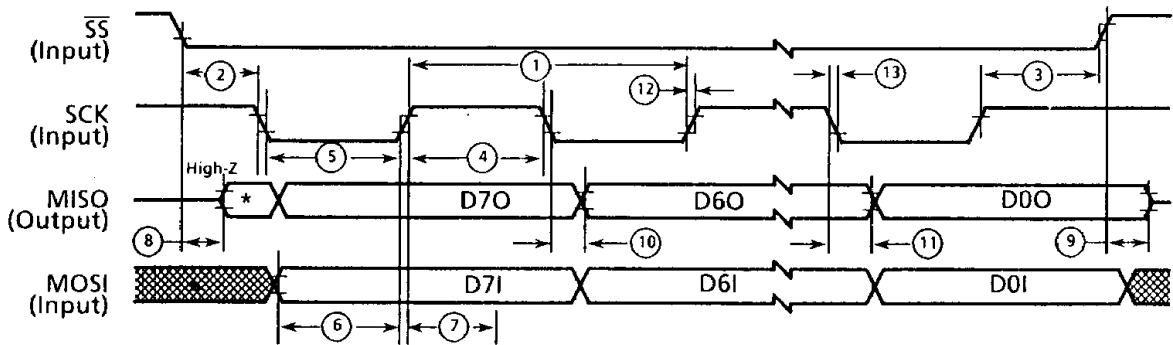 SS
(Input)
2
1
12
13
3
SCK
(Input)
5
4
High-Z
MISO
(Output)
*
D7O
D6O
D0O
8
10
11
9
MOSI
(Input)
D7I
D6I
D0I
6
7